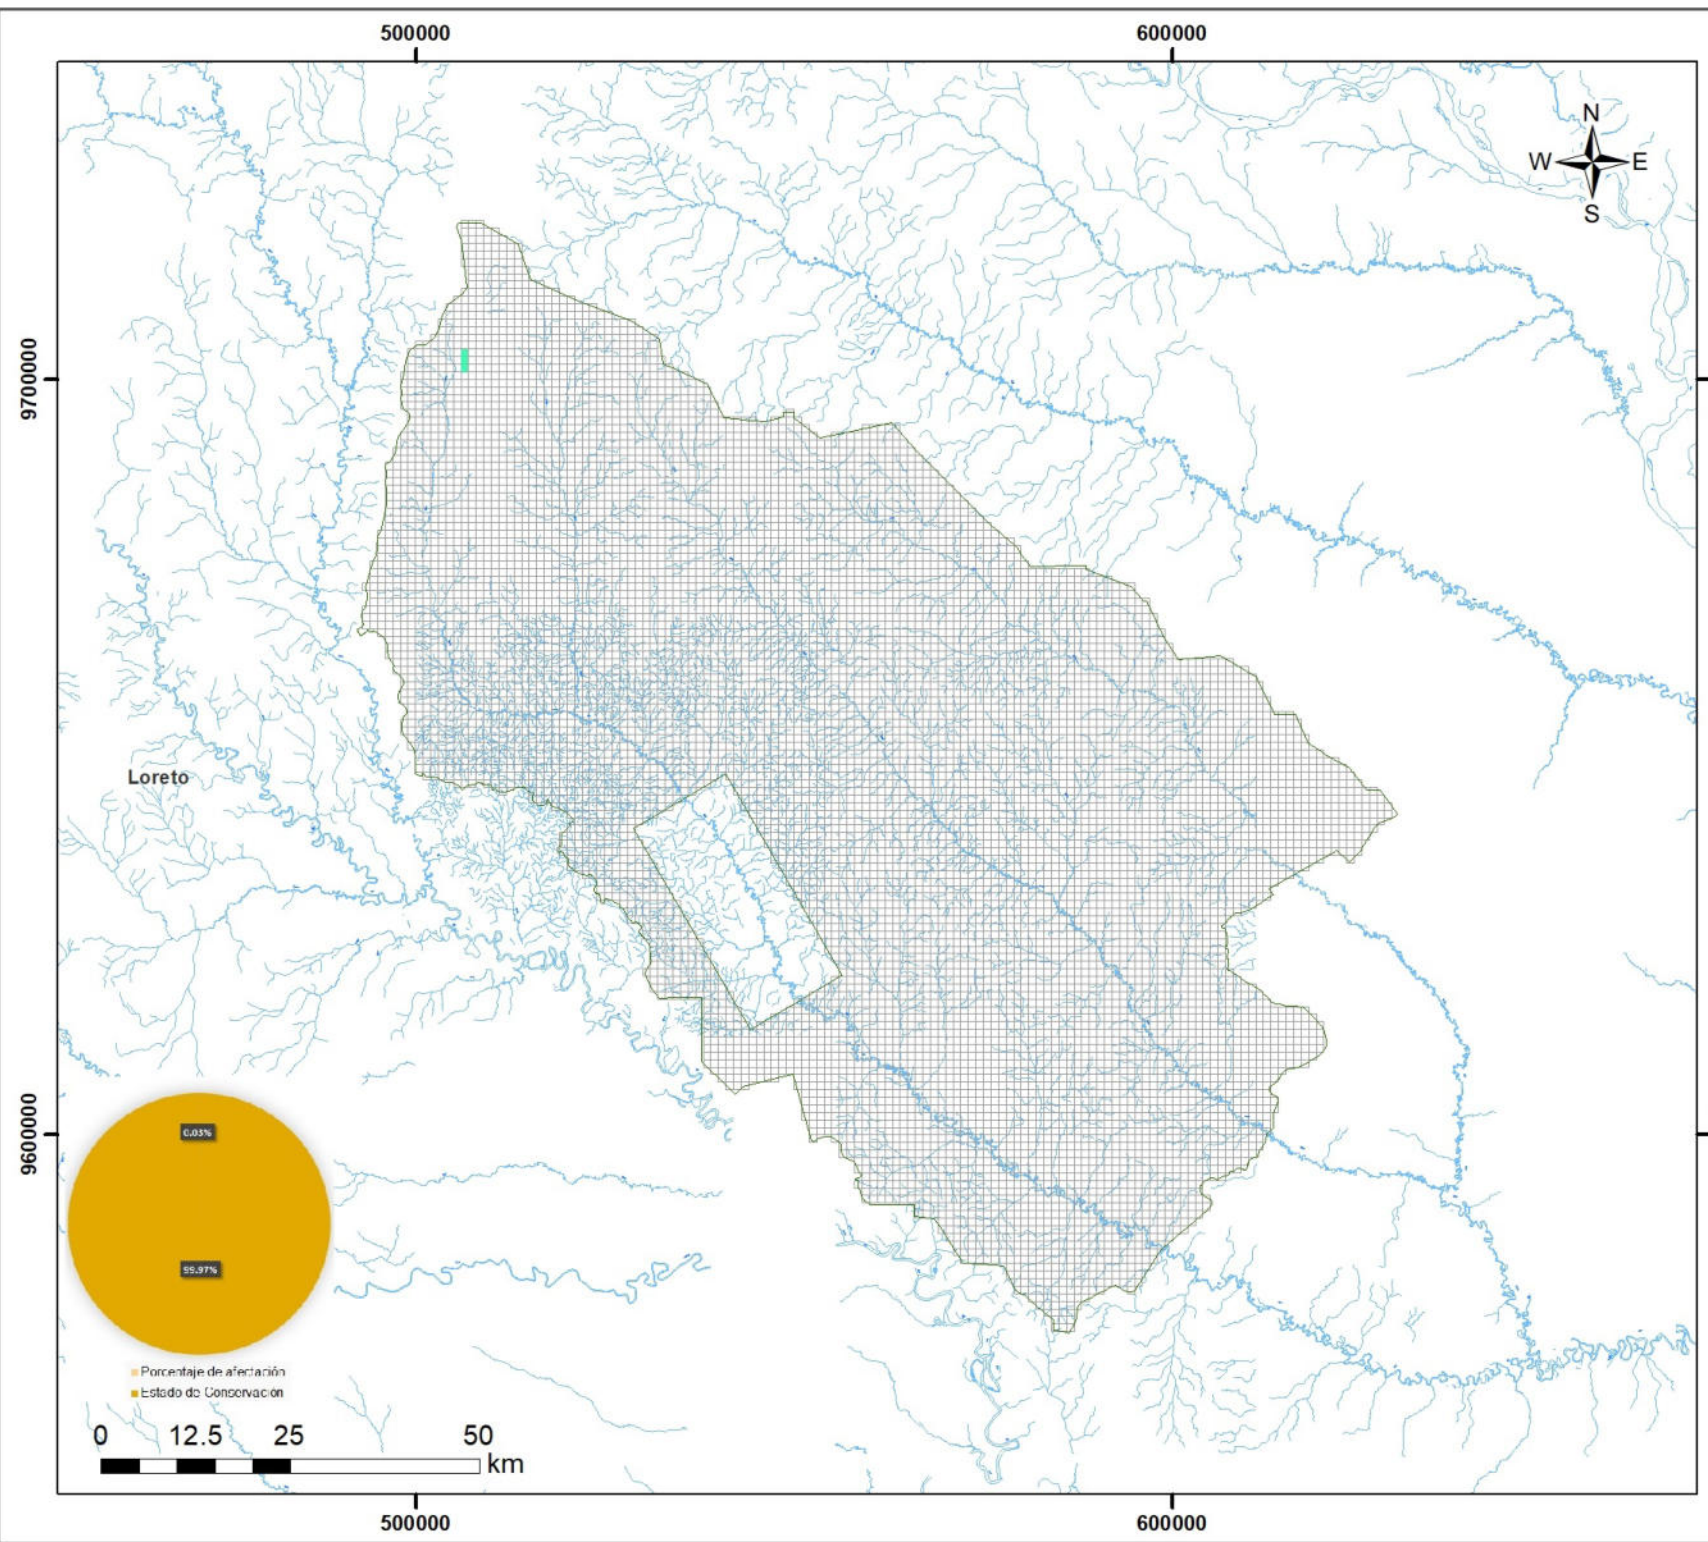 500000 600000
N
W E
S
9700000
Loreto
9600000
0.03%
99.97%
Porcentaje de afectación
Estado de Conservación
0 12.5 25 50
km
500000 600000